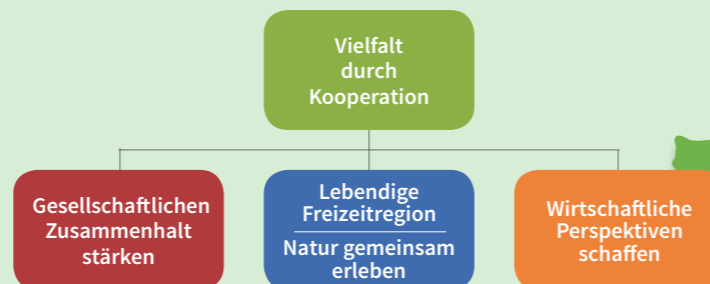 Vielfalt
durch
Kooperation
Gesellschaftlichen
Zusammenhalt
stärken
Lebendige
Freizeitregion
Natur gemeinsam
erleben
Wirtschaftliche
Perspektiven
schaffen